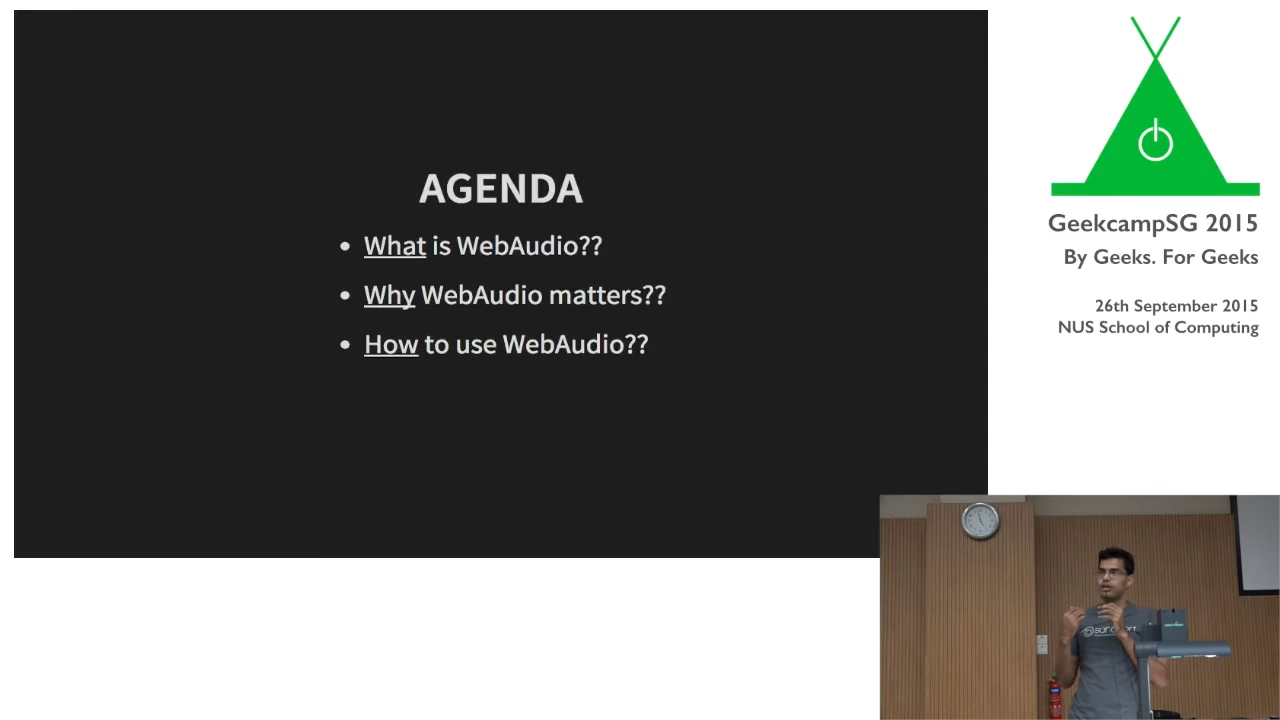 AGENDA
• What is WebAudio??
• Why WebAudio matters??
• How to use WebAudio??
GeekcampSG 2015
By Geeks. For Geeks
26th September 2015
NUS School of Computing